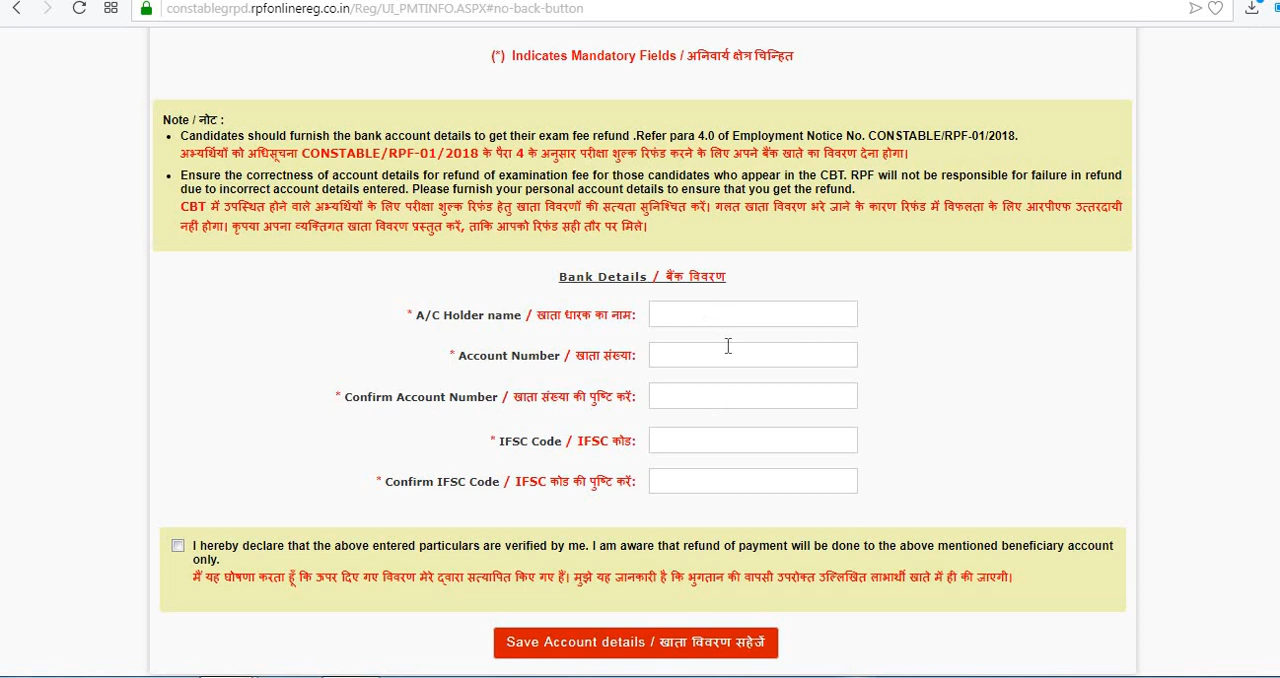 constablegrpd.rpfonlinereg.co.in/Reg/UI_PMTINFO.ASPX#no-back-button
(*) Indicates Mandatory Fields / अनिवार्य क्षेत्र चिन्हित
Note / नोट :
Candidates should furnish the bank account details to get their exam fee refund .Refer para 4.0 of Employment Notice No. CONSTABLE/RPF-01/2018.
अभ्यर्थियों को अधिसूचना CONSTABLE/RPF-01/2018 के पैरा 4 के अनुसार परीक्षा शुल्क रिफंड करने के लिए अपने बैंक खाते का विवरण देना होगा।
Ensure the correctness of account details for refund of examination fee for those candidates who appear in the CBT. RPF will not be responsible for failure in refund
due to incorrect account details entered. Please furnish your personal account details to ensure that you get the refund.
CBT में उपस्थित होने वाले अभ्यर्थियों के लिए परीक्षा शुल्क रिफंड हेतु खाता विवरणों की सत्यता सुनिश्चित करें। गलत खाता विवरण भरे जाने के कारण रिफंड में विफलता के लिए आरपीएफ उत्तरदायी
नहीं होगा। कृपया अपना व्यक्तिगत खाता विवरण प्रस्तुत करें, ताकि आपको रिफंड सही तौर पर मिले।
Bank Details / बैंक विवरण
* A/C Holder name / खाता धारक का नाम:
* Account Number / खाता संख्या:
* Confirm Account Number / खाता संख्या की पुष्टि करें:
* IFSC Code / IFSC कोड:
* Confirm IFSC Code / IFSC कोड की पुष्टि करें:
I hereby declare that the above entered particulars are verified by me. I am aware that refund of payment will be done to the above mentioned beneficiary account
only.
मैं यह घोषणा करता हूँ कि ऊपर दिए गए विवरण मेरे द्वारा सत्यापित किए गए हैं। मुझे यह जानकारी है कि भुगतान की वापसी उपरोक्त उल्लिखित लाभार्थी खाते में ही की जाएगी।
Save Account details / खाता विवरण सहेजें